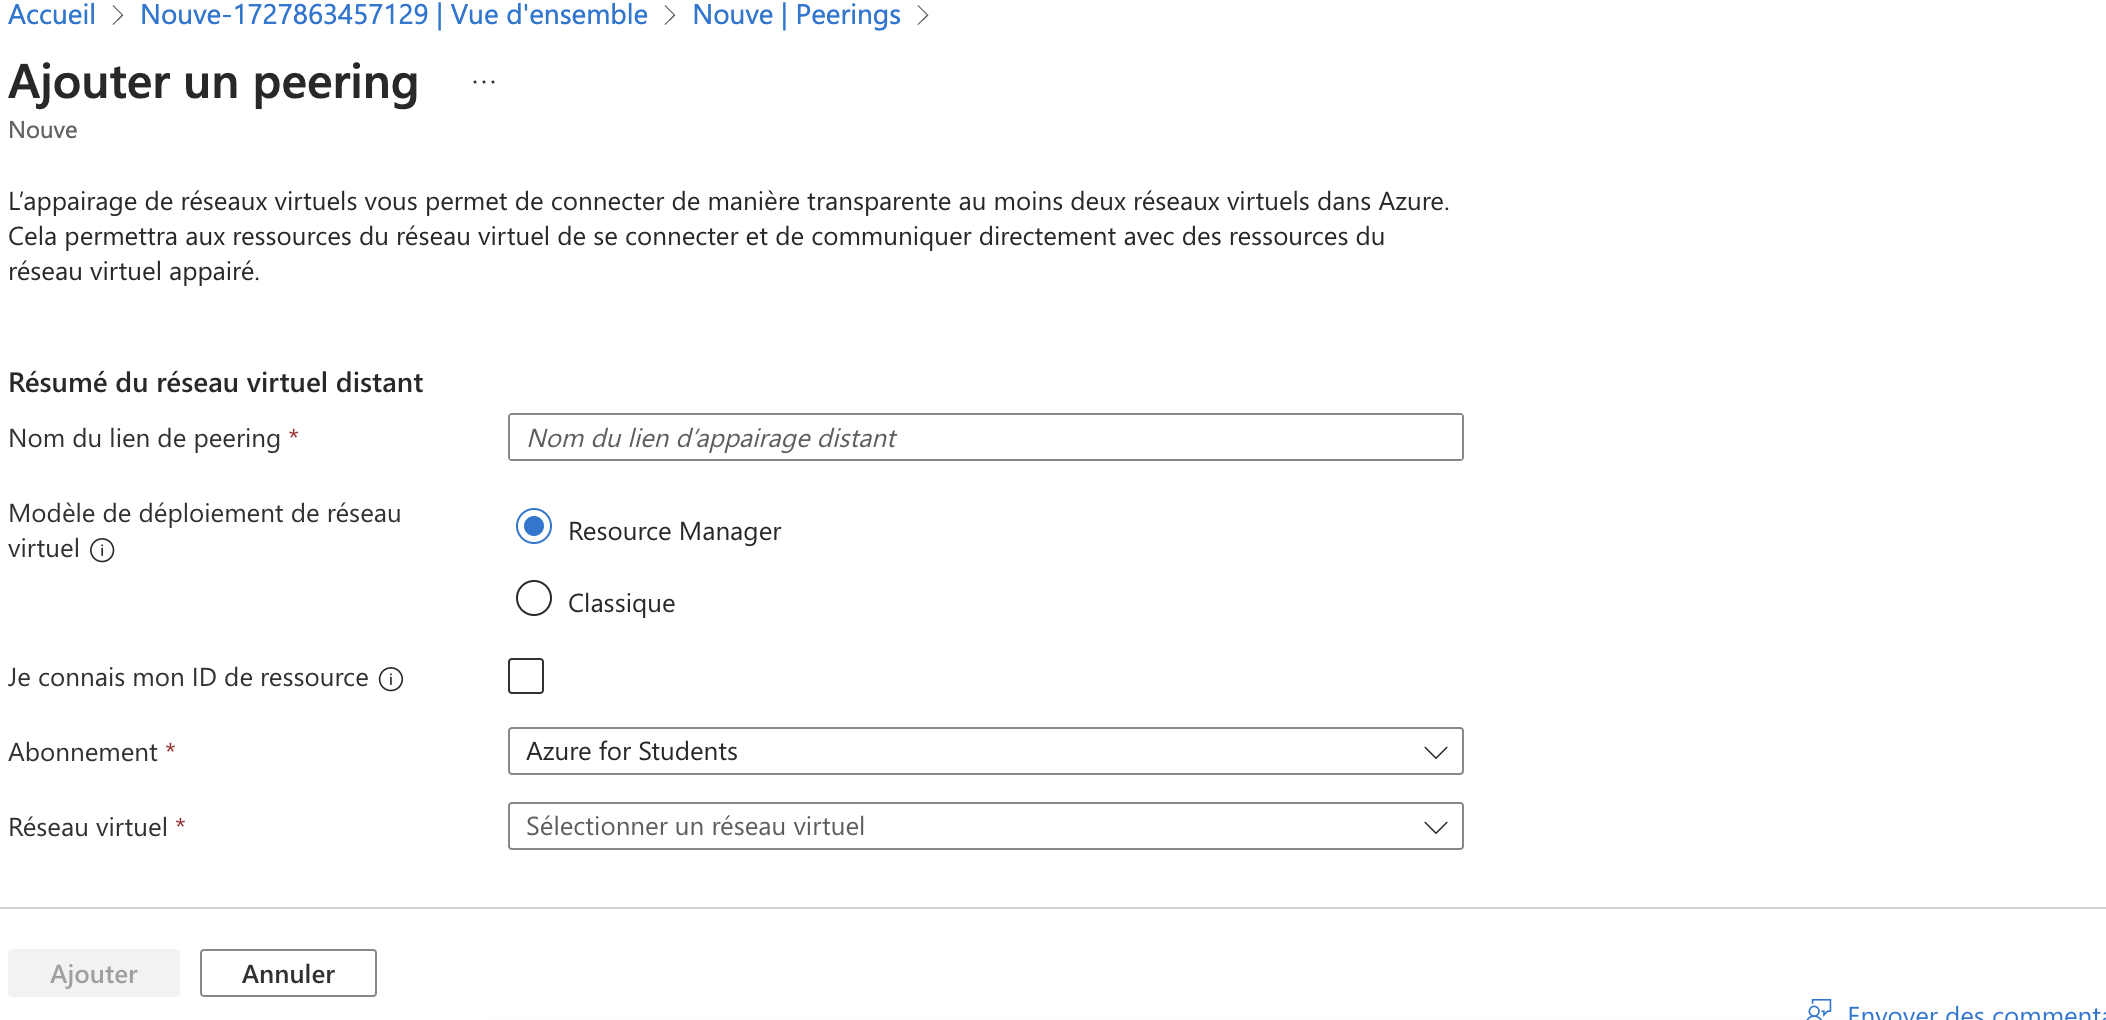 Accueil > Nouve-1727863457129 | Vue d'ensemble > Nouve | Peerings >
Ajouter un peering ...
Nouve
L’appairage de réseaux virtuels vous permet de connecter de manière transparente au moins deux réseaux virtuels dans Azure.
Cela permettra aux ressources du réseau virtuel de se connecter et de communiquer directement avec des ressources du
réseau virtuel appairé.
Résumé du réseau virtuel distant
Nom du lien de peering *
Nom du lien d’appairage distant
Modèle de déploiement de réseau
virtuel
Resource Manager
Classique
Je connais mon ID de ressource
Abonnement *
Azure for Students
Réseau virtuel *
Sélectionner un réseau virtuel
Ajouter
Annuler
Envoyer des